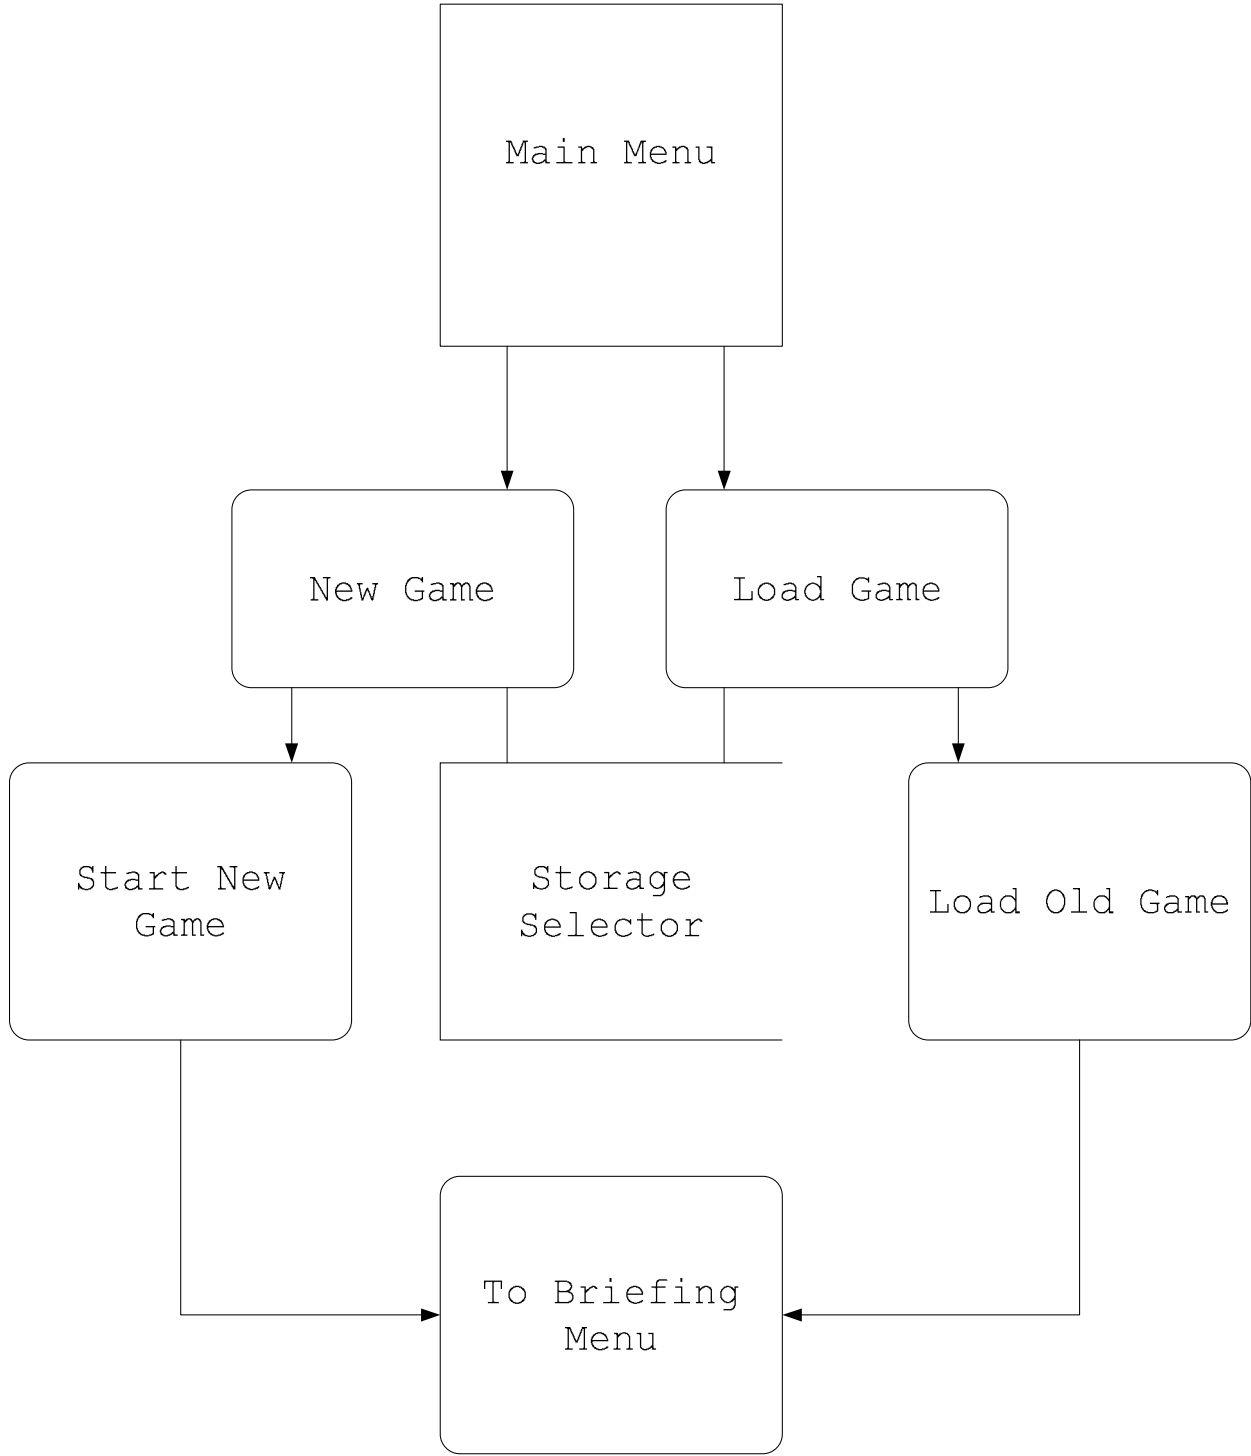 Main Menu
New Game
Load Game
Start New
Game
Storage
Selector
Load Old Game
To Briefing
Menu